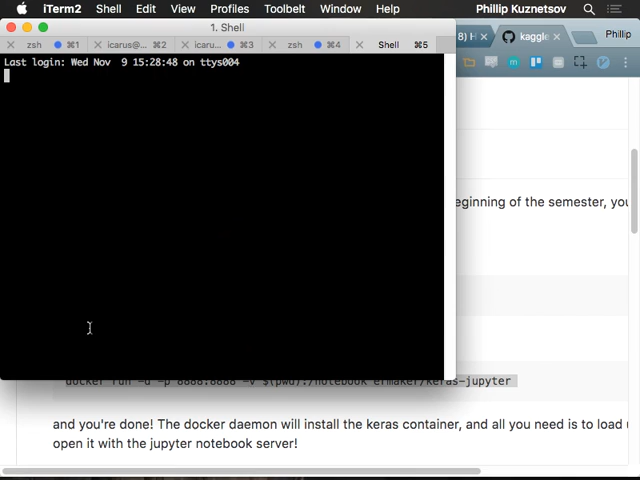 iTerm2 Shell Edit View Profiles Toolbelt Window Help Phillip Kuznetsov
1. Shell
zsh ⌘1 icarus@... ⌘2 icaru... ⌘3 zsh ⌘4 Shell ⌘5
8) H kaggle Phillip
Last login: Wed Nov  9 15:28:48 on ttys004
eginning of the semester, you
docker run -d -p 8888:8888 -v $(pwd):/notebook ermaker/keras-jupyter
and you're done! The docker daemon will install the keras container, and all you need is to load
open it with the jupyter notebook server!